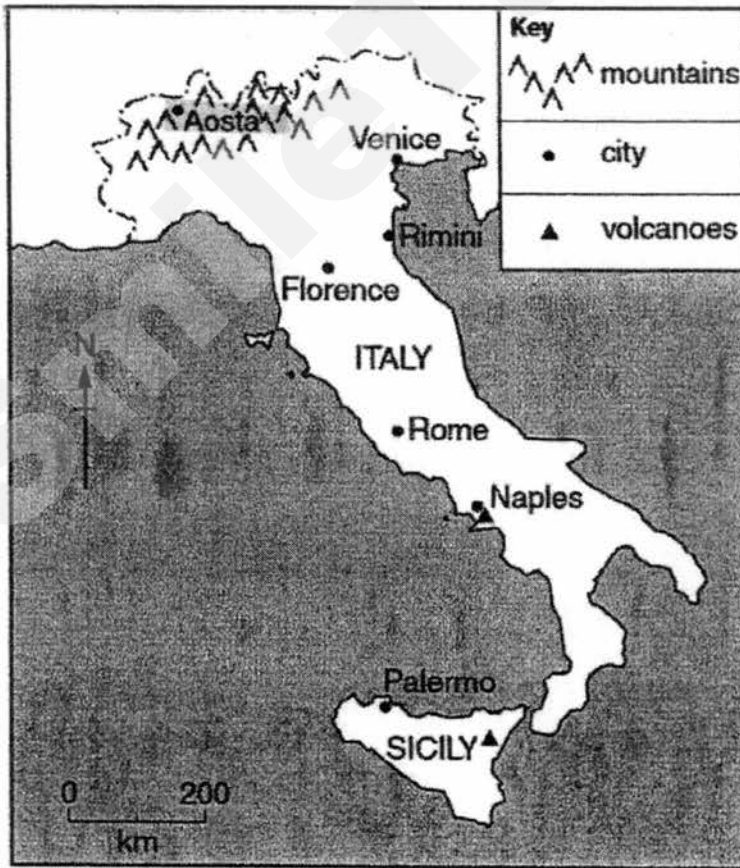 Key
mountains
city
volcanoes
Aosta
Venice
Rimini
Florence
N
ITALY
Rome
Naples
Palermo
SICILY
0 200
km